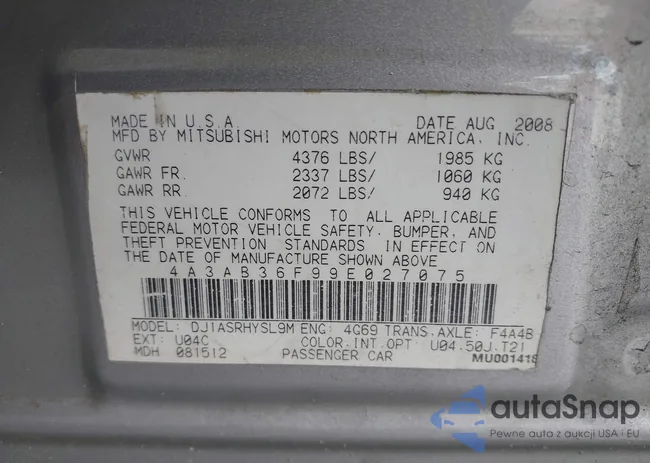 MADE IN U.S.A. DATE AUG 2008
MFD BY MITSUBISHI MOTORS NORTH AMERICA, INC.
GVWR 4376 LBS/ 1985 KG
GAWR FR. 2337 LBS/ 1060 KG
GAWR RR. 2072 LBS/ 940 KG
THIS VEHICLE CONFORMS TO ALL APPLICABLE
FEDERAL MOTOR VEHICLE SAFETY, BUMPER, AND
THEFT PREVENTION STANDARDS IN EFFECT ON
THE DATE OF MANUFACTURE SHOWN ABOVE
4A3AB36F99E027075
MODEL: DJ1ASRHYSL9M ENG: 4G69 TRANS.AXLE: F4A4B
EXT: U04C COLOR.INT.OPT U04.50J.T21
MDH 081512 PASSENGER CAR MU001418
autoSnap
Pewne auta z aukcji USA i EU